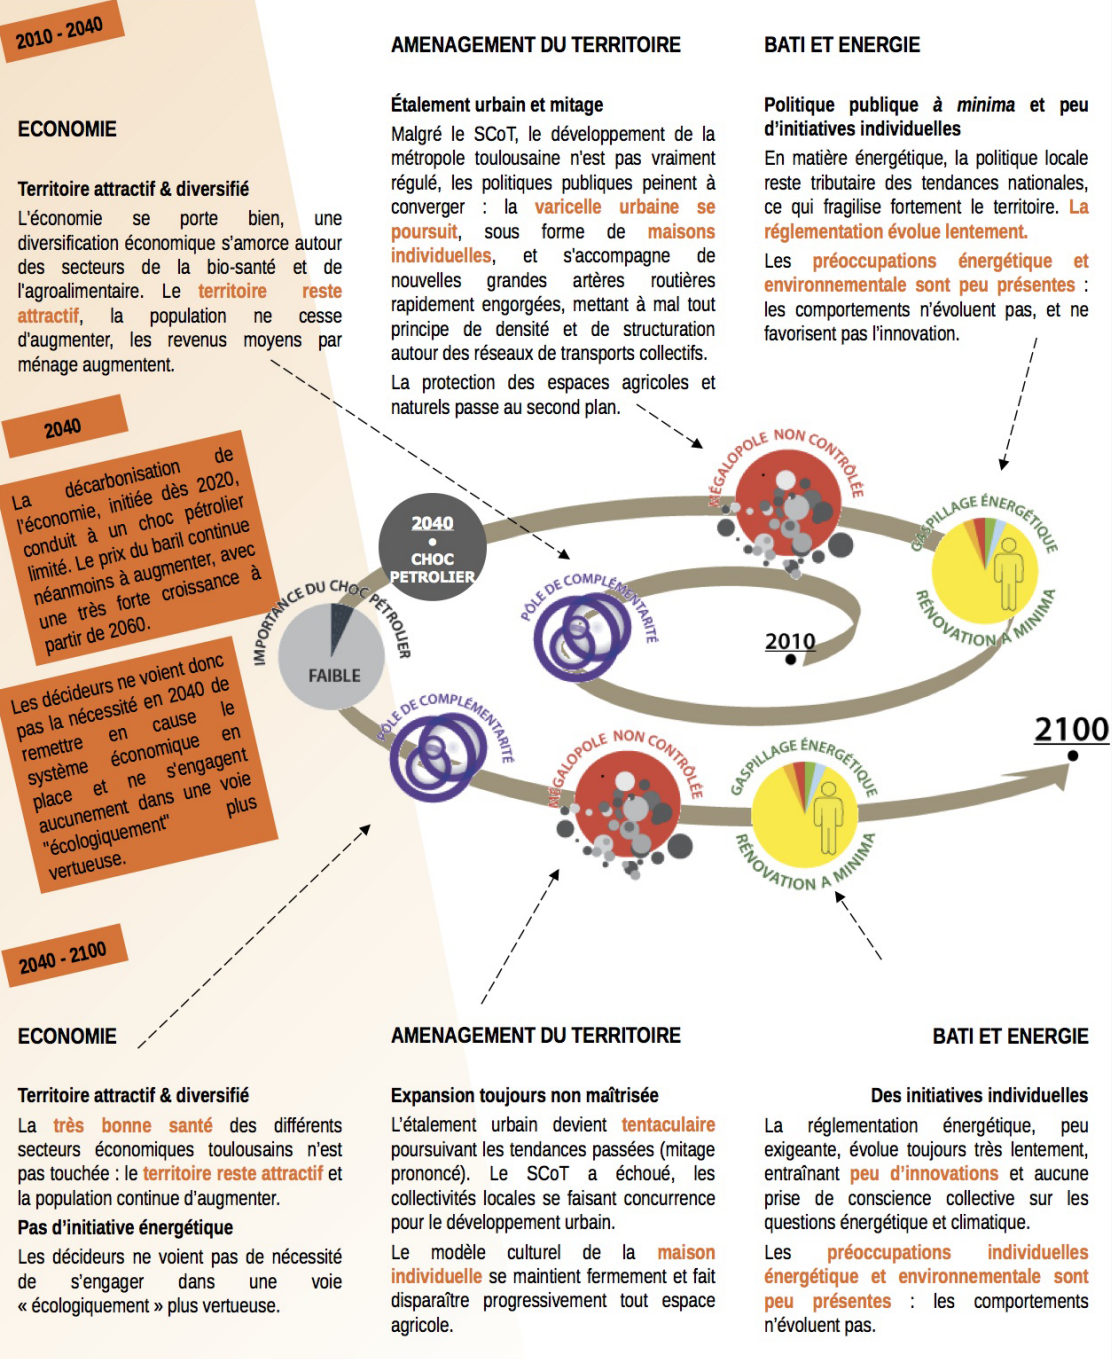 2010 - 2040
ECONOMIE
Territoire attractif & diversifié
L'économie se porte bien, une
diversification économique s'amorce autour
des secteurs de la bio-santé et de
l'agroalimentaire. Le territoire reste
attractif, la population ne cesse
d'augmenter, les revenus moyens par
ménage augmentent.
AMENAGEMENT DU TERRITOIRE
Étalement urbain et mitage
Malgré le SCoT, le développement de la
métropole toulousaine n'est pas vraiment
régulé, les politiques publiques peinent à
converger : la varicelle urbaine se
poursuit, sous forme de maisons
individuelles, et s'accompagne de
nouvelles grandes artères routières
rapidement engorgées, mettant à mal tout
principe de densité et de structuration
autour des réseaux de transports collectifs.
La protection des espaces agricoles et
naturels passe au second plan.
BATI ET ENERGIE
Politique publique à minima et peu
d'initiatives individuelles
En matière énergétique, la politique locale
reste tributaire des tendances nationales,
ce qui fragilise fortement le territoire. La
réglementation évolue lentement.
Les préoccupations énergétique et
environnementale sont peu présentes :
les comportements n'évoluent pas, et ne
favorisent pas l'innovation.
2040
La décarbonisation de
l'économie, initiée dès 2020,
conduit à un choc pétrolier
limité. Le prix du baril continue
néanmoins à augmenter, avec
une très forte croissance à
partir de 2060.
Les décideurs ne voient donc
pas la nécessité en 2040 de
remettre en cause le
système économique en
place et ne s'engagent
aucunement dans une voie
"écologiquement" plus
vertueuse.
2040
CHOC
PETROLIER
IMPORTANCE DU CHOC PÉTROLIER
FAIBLE
MÉGALOPOLE NON CONTRÔLÉE
GASPILLAGE ÉNERGÉTIQUE
RÉNOVATION A MINIMA
PÔLE DE COMPLÉMENTARITÉ
2010
PÔLE DE COMPLÉMENTARITÉ
MÉGALOPOLE NON CONTRÔLÉE
GASPILLAGE ÉNERGÉTIQUE
RÉNOVATION A MINIMA
2100
2040 - 2100
ECONOMIE
Territoire attractif & diversifié
La très bonne santé des différents
secteurs économiques toulousains n'est
pas touchée : le territoire reste attractif et
la population continue d'augmenter.
Pas d'initiative énergétique
Les décideurs ne voient pas de nécessité
de s'engager dans une voie
« écologiquement » plus vertueuse.
AMENAGEMENT DU TERRITOIRE
Expansion toujours non maîtrisée
L'étalement urbain devient tentaculaire
poursuivant les tendances passées (mitage
prononcé). Le SCoT a échoué, les
collectivités locales se faisant concurrence
pour le développement urbain.
Le modèle culturel de la maison
individuelle se maintient fermement et fait
disparaître progressivement tout espace
agricole.
BATI ET ENERGIE
Des initiatives individuelles
La réglementation énergétique, peu
exigeante, évolue toujours très lentement,
entraînant peu d'innovations et aucune
prise de conscience collective sur les
questions énergétique et climatique.
Les préoccupations individuelles
énergétique et environnementale sont
peu présentes : les comportements
n'évoluent pas.